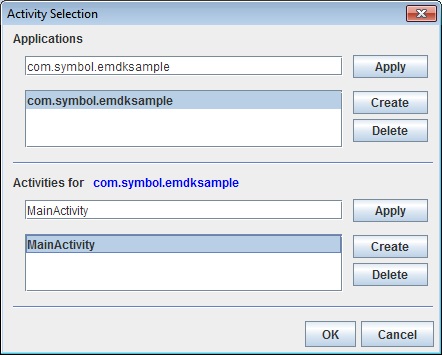 Activity Selection
Applications
com.symbol.emdksample Apply
com.symbol.emdksample Create
Delete
Activities for com.symbol.emdksample
MainActivity Apply
MainActivity Create
Delete
OK Cancel